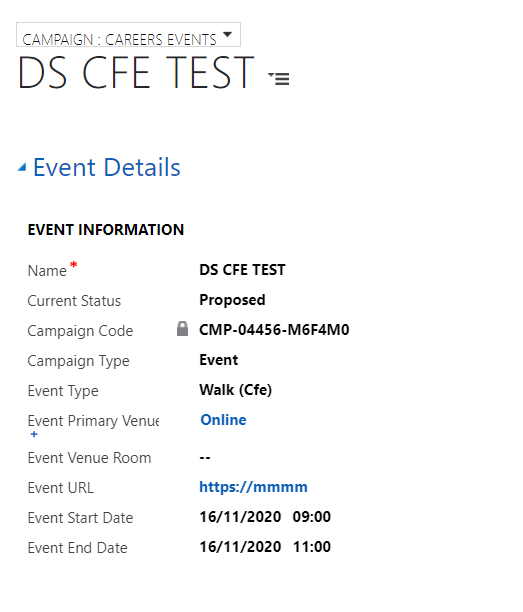 CAMPAIGN : CAREERS EVENTS
DS CFE TEST
Event Details
EVENT INFORMATION
Name* DS CFE TEST
Current Status Proposed
Campaign Code CMP-04456-M6F4M0
Campaign Type Event
Event Type Walk (Cfe)
Event Primary Venue Online
+
Event Venue Room --
Event URL https://mmmm
Event Start Date 16/11/2020 09:00
Event End Date 16/11/2020 11:00